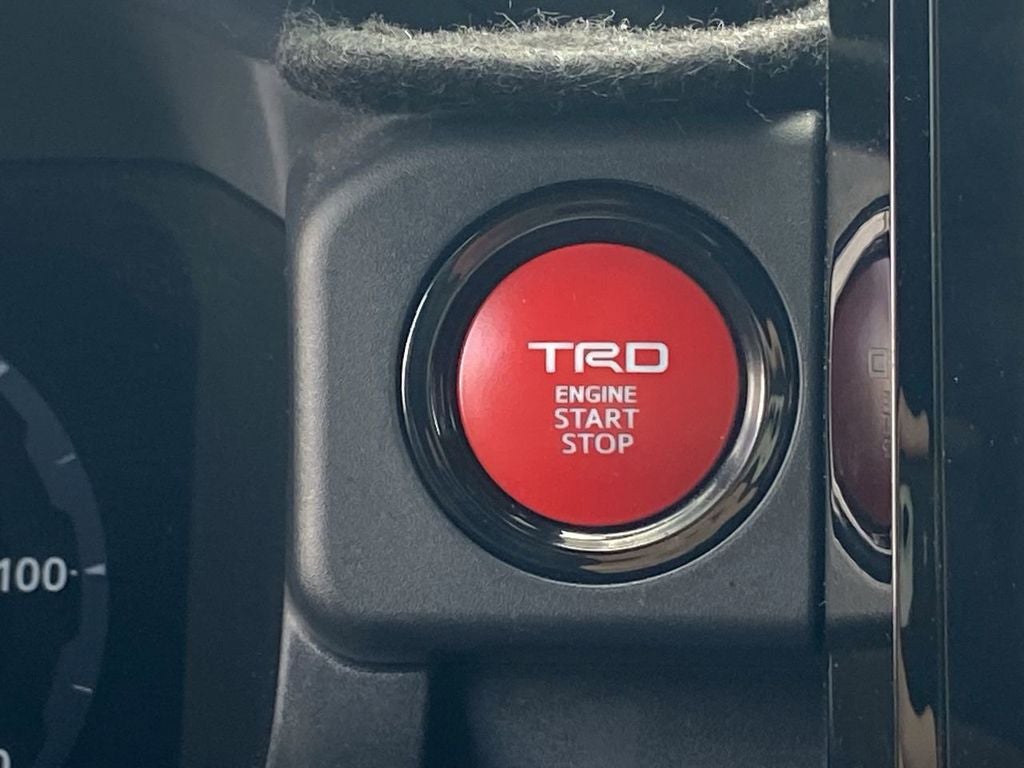 TRD
ENGINE
START
STOP
100